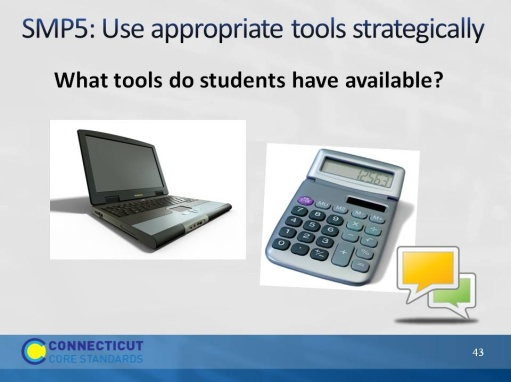 SMP5: Use appropriate tools strategically
What tools do students have available?
CONNECTICUT
CORE STANDARDS
43